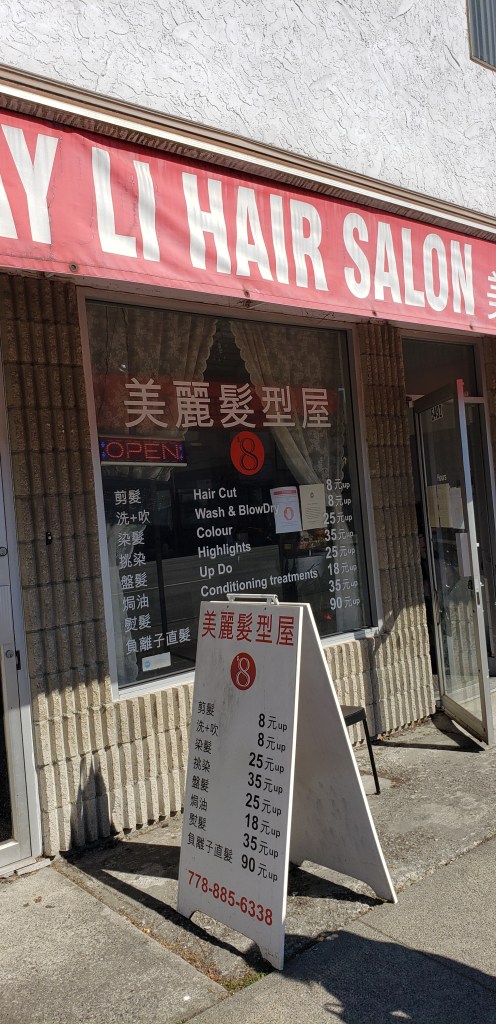 AY LI HAIR SALON 美
美麗髮型屋
OPEN
$8
剪髮 Hair Cut 8元up
洗+吹 Wash & BlowDry 8元up
染髮 Colour 25元up
挑染 Highlights 35元up
盤髮 Up Do 25元up
焗油 Conditioning treatments 18元up
熨髮 35元up
負離子直髮 90元up
美麗髮型屋
$8
剪髮 8元up
洗+吹 8元up
染髮 25元up
挑染 35元up
盤髮 25元up
焗油 18元up
熨髮 35元up
負離子直髮 90元up
778-885-6338